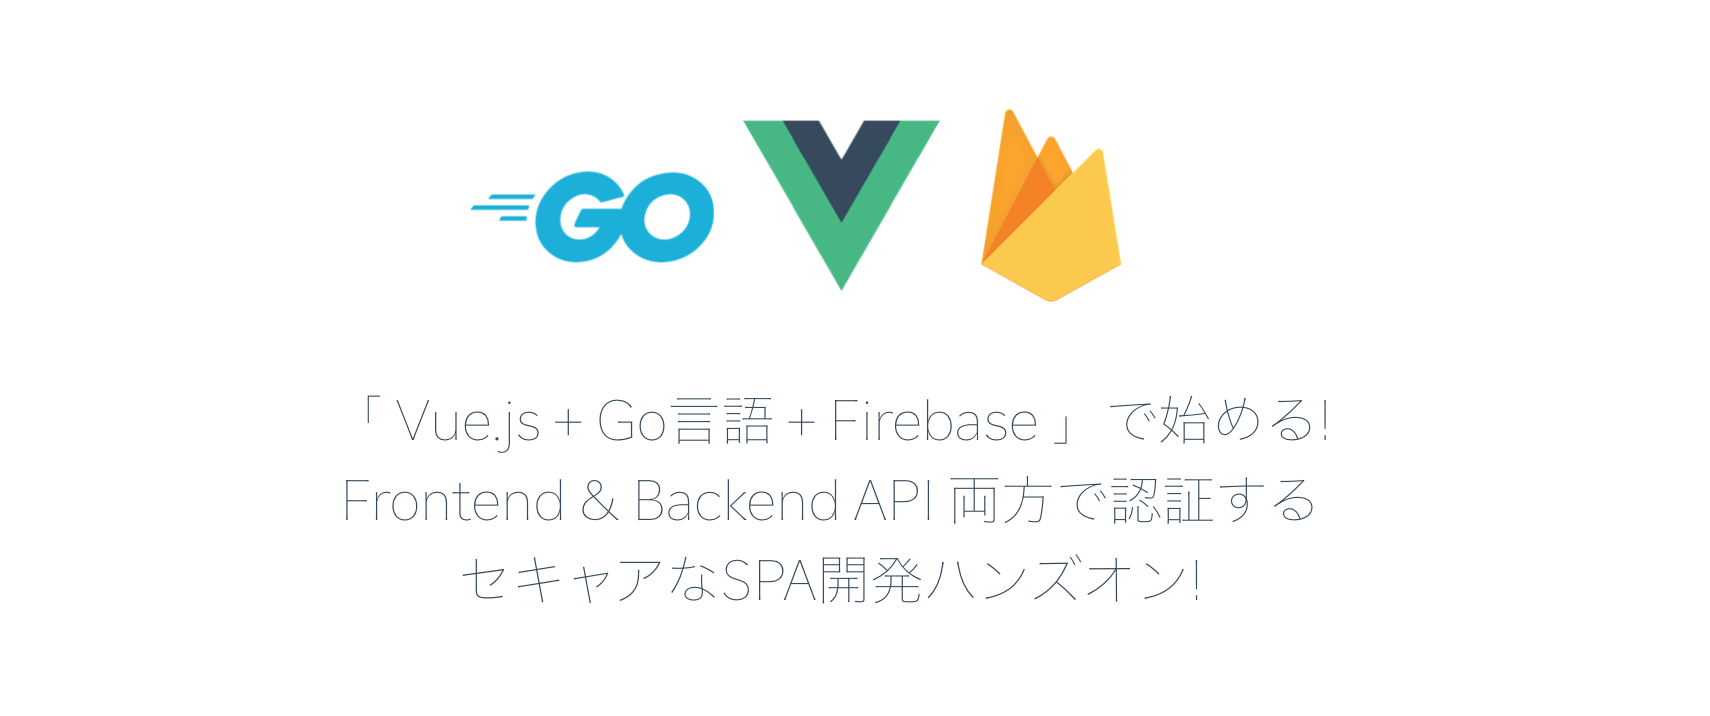 GO
「 Vue.js + Go言語 + Firebase 」 で始める!
Frontend & Backend API 両方で認証する
セキャアなSPA開発ハンズオン!